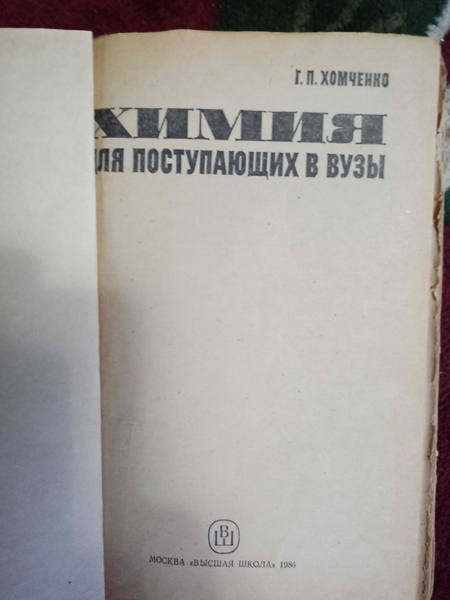 Г. П. ХОМЧЕНКО
ХИМИЯ
ДЛЯ ПОСТУПАЮЩИХ В ВУЗЫ
ВШ
МОСКВА «ВЫСШАЯ ШКОЛА» 1986